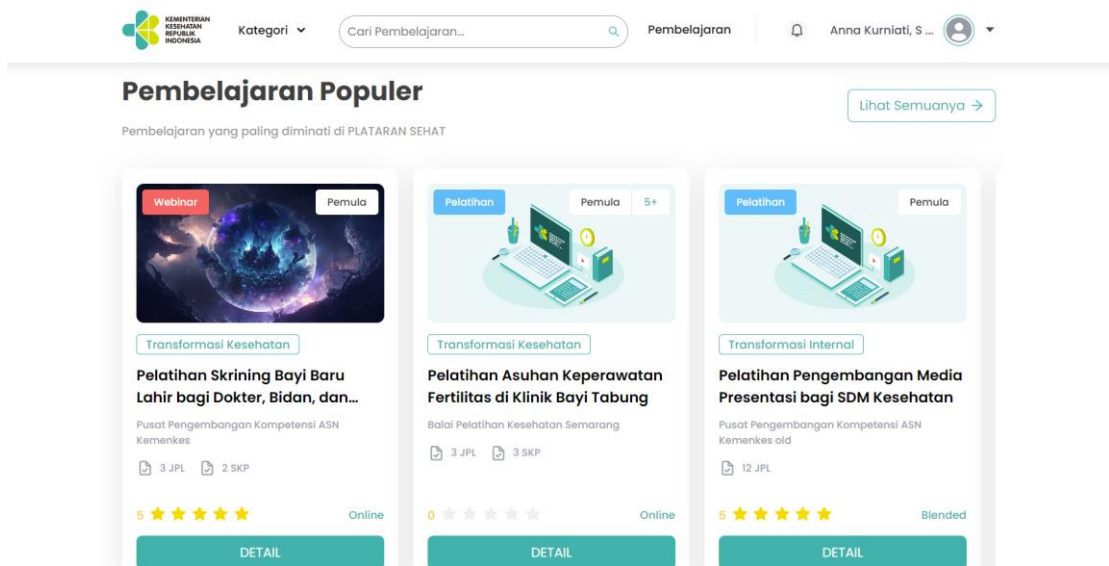 KEMENTERIAN
KESEHATAN
REPUBLIK
INDONESIA
Kategori
Cari Pembelajaran...
Pembelajaran
Anna Kurniati, S ...
Pembelajaran Populer
Lihat Semuanya →
Pembelajaran yang paling diminati di PLATARAN SEHAT
Webinar
Pemula
Transformasi Kesehatan
Pelatihan Skrining Bayi Baru
Lahir bagi Dokter, Bidan, dan...
Pusat Pengembangan Kompetensi ASN
Kemenkes
3 JPL 2 SKP
5
Online
DETAIL
Pelatihan
Pemula 5+
Transformasi Kesehatan
Pelatihan Asuhan Keperawatan
Fertilitas di Klinik Bayi Tabung
Balai Pelatihan Kesehatan Semarang
3 JPL 3 SKP
0
Online
DETAIL
Pelatihan
Pemula
Transformasi Internal
Pelatihan Pengembangan Media
Presentasi bagi SDM Kesehatan
Pusat Pengembangan Kompetensi ASN
Kemenkes old
12 JPL
5
Blended
DETAIL